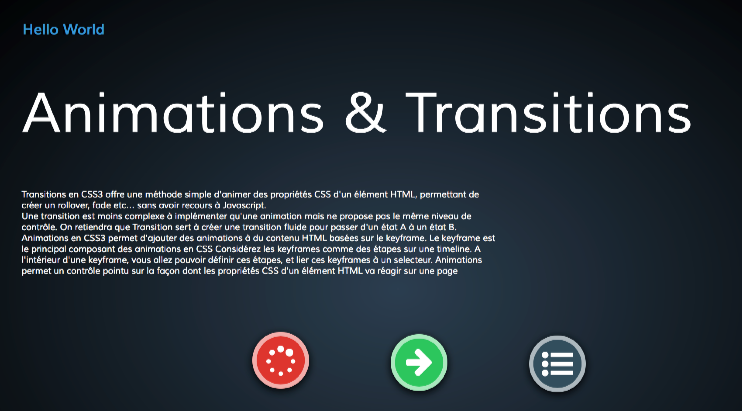 Hello World
Animations & Transitions
Transitions en CSS3 offre une méthode simple d'animer des propriétés CSS d'un élément HTML, permettant de
créer un rollover, fade etc... sans avoir recours à Javascript.
Une transition est moins complexe à implémenter qu'une animation mais ne propose pas le même niveau de
contrôle. On retiendra que Transition sert à créer une transition fluide pour passer d'un état A à un état B.
Animations en CSS3 permet d'ajouter des animations à du contenu HTML basées sur le keyframe. Le keyframe est
le principal composant des animations en CSS Considérez les keyframes comme des étapes sur une timeline. A
l'intérieur d'une keyframe, vous allez pouvoir définir ces étapes, et lier ces keyframes à un selecteur. Animations
permet un contrôle pointu sur la façon dont les propriétés CSS d'un élément HTML va réagir sur une page